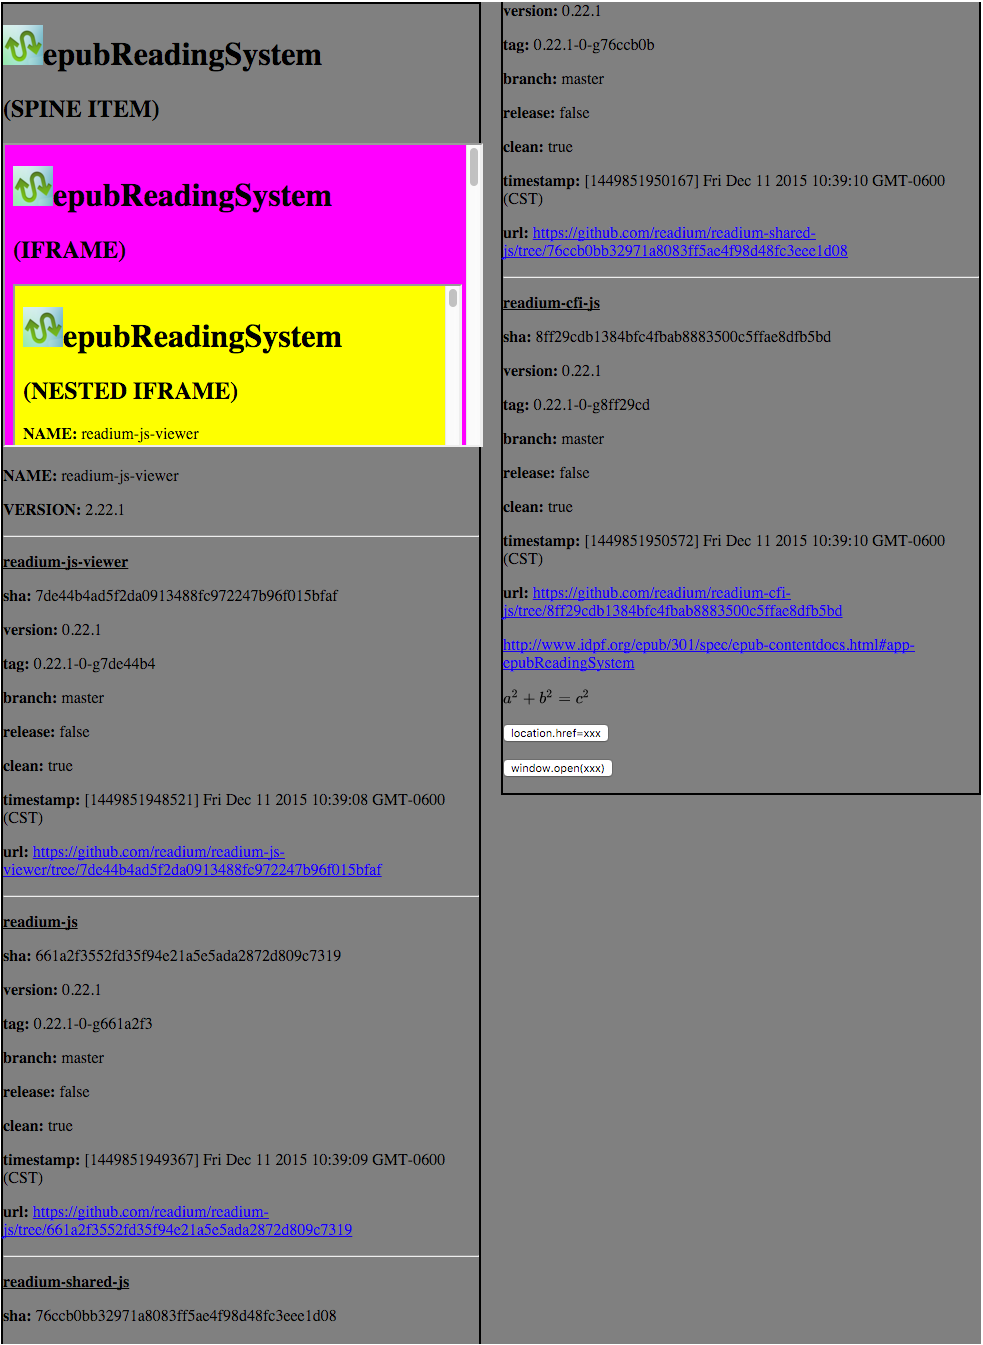 epubReadingSystem
(SPINE ITEM)
epubReadingSystem
(IFRAME)
epubReadingSystem
(NESTED IFRAME)
NAME: readium-js-viewer
NAME: readium-js-viewer
VERSION: 2.22.1
readium-js-viewer
sha: 7de44b4ad5f2da0913488fc972247b96f015bfaf
version: 0.22.1
tag: 0.22.1-0-g7de44b4
branch: master
release: false
clean: true
timestamp: [1449851948521] Fri Dec 11 2015 10:39:08 GMT-0600
(CST)
url: https://github.com/readium/readium-js-
viewer/tree/7de44b4ad5f2da0913488fc972247b96f015bfaf
readium-js
sha: 661a2f3552fd35f94e21a5e5ada2872d809c7319
version: 0.22.1
tag: 0.22.1-0-g661a2f3
branch: master
release: false
clean: true
timestamp: [1449851949367] Fri Dec 11 2015 10:39:09 GMT-0600
(CST)
url: https://github.com/readium/readium-
js/tree/661a2f3552fd35f94e21a5e5ada2872d809c7319
readium-shared-js
sha: 76ccb0bb32971a8083ff5ae4f98d48fc3eee1d08
version: 0.22.1
tag: 0.22.1-0-g76ccb0b
branch: master
release: false
clean: true
timestamp: [1449851950167] Fri Dec 11 2015 10:39:10 GMT-0600
(CST)
url: https://github.com/readium/readium-shared-
js/tree/76ccb0bb32971a8083ff5ae4f98d48fc3eee1d08
readium-cfi-js
sha: 8ff29cdb1384bfc4fbab8883500c5ffae8dfb5bd
version: 0.22.1
tag: 0.22.1-0-g8ff29cd
branch: master
release: false
clean: true
timestamp: [1449851950572] Fri Dec 11 2015 10:39:10 GMT-0600
(CST)
url: https://github.com/readium/readium-cfi-
js/tree/8ff29cdb1384bfc4fbab8883500c5ffae8dfb5bd
http://www.idpf.org/epub/301/spec/epub-contentdocs.html#app-
epubReadingSystem
a² + b² = c²
location.href=xxx
window.open(xxx)